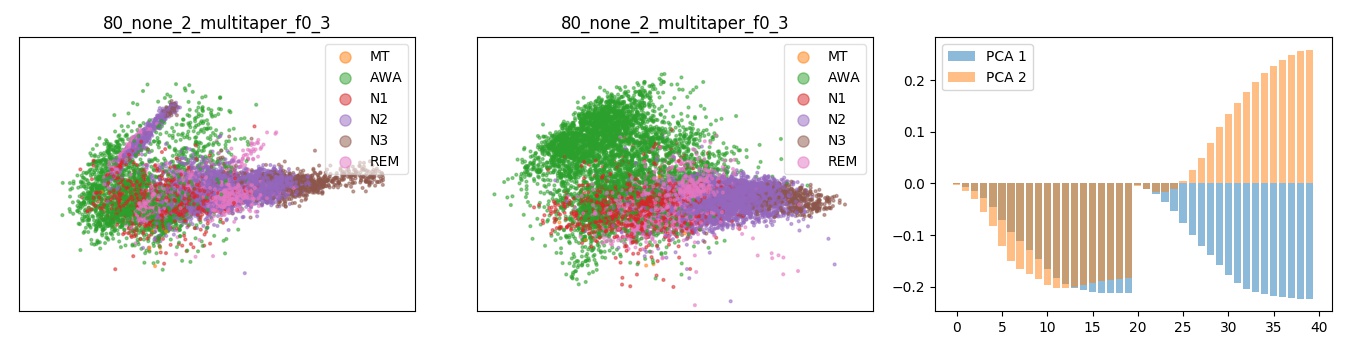 80_none_2_multitaper_f0_3
MT
AWA
N1
N2
N3
REM
80_none_2_multitaper_f0_3
MT
AWA
N1
N2
N3
REM
PCA 1
PCA 2
0.2
0.1
0.0
−0.1
−0.2
0 5 10 15 20 25 30 35 40